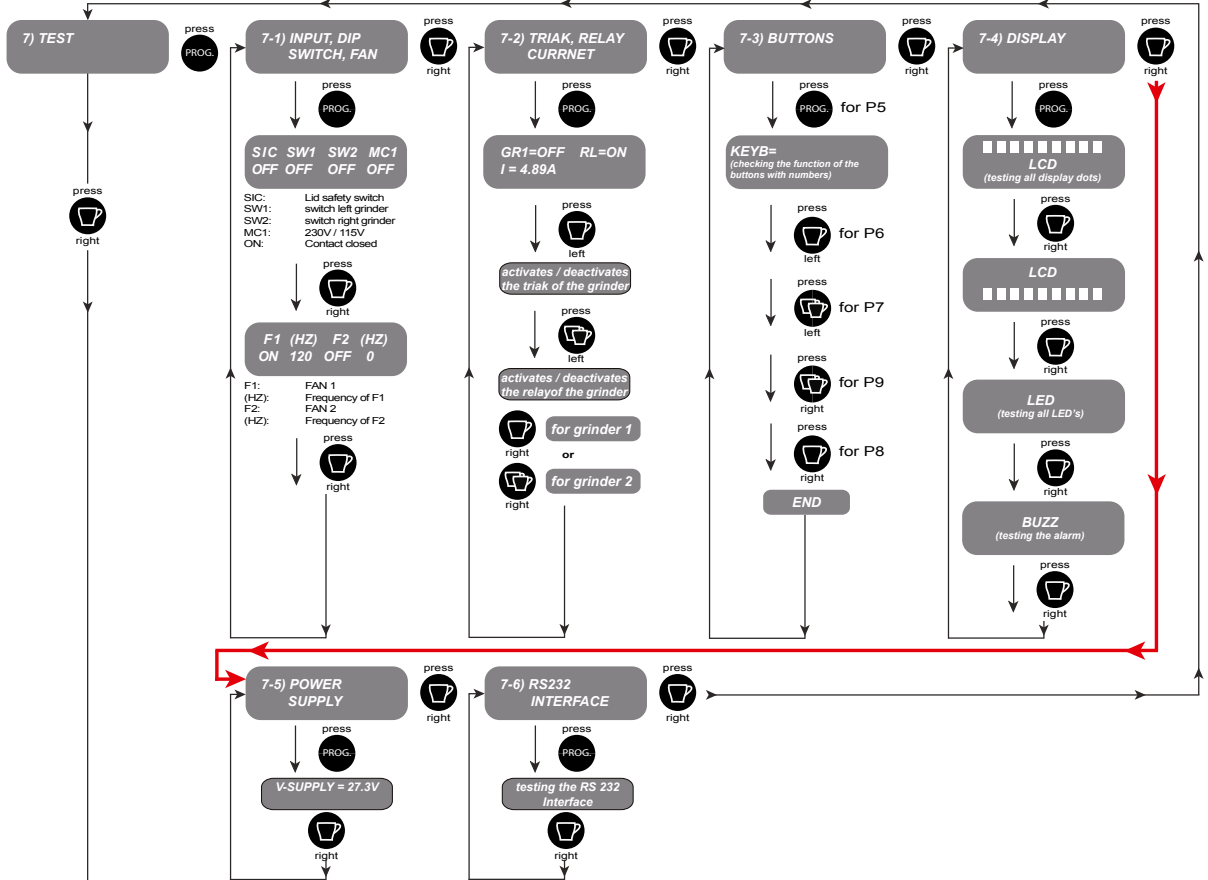 7) TEST
press
PROG.
press
right
7-1) INPUT, DIP
SWITCH, FAN
press
right
press
PROG.
SIC SW1 SW2 MC1
OFF OFF OFF OFF
SIC: Lid safety switch
SW1: switch left grinder
SW2: switch right grinder
MC1: 230V / 115V
ON: Contact closed
press
right
F1 (HZ) F2 (HZ)
ON 120 OFF 0
F1: FAN 1
(HZ): Frequency of F1
F2: FAN 2
(HZ): Frequency of F2
press
right
7-2) TRIAK, RELAY
CURRNET
press
right
press
PROG.
GR1=OFF RL=ON
I = 4.89A
press
left
activates / deactivates
the triak of the grinder
press
left
activates / deactivates
the relayof the grinder
for grinder 1
right
or
for grinder 2
right
7-3) BUTTONS
press
right
press
PROG. for P5
KEYB=
(checking the function of the
buttons with numbers)
press
for P6
left
press
for P7
left
press
for P9
right
press
for P8
right
END
7-4) DISPLAY
press
right
press
PROG.
LCD
(testing all display dots)
press
right
LCD
press
right
LED
(testing all LED's)
press
right
BUZZ
(testing the alarm)
press
right
7-5) POWER
SUPPLY
press
right
press
PROG.
V-SUPPLY = 27.3V
right
7-6) RS232
INTERFACE
press
right
press
PROG.
testing the RS 232
Interface
right